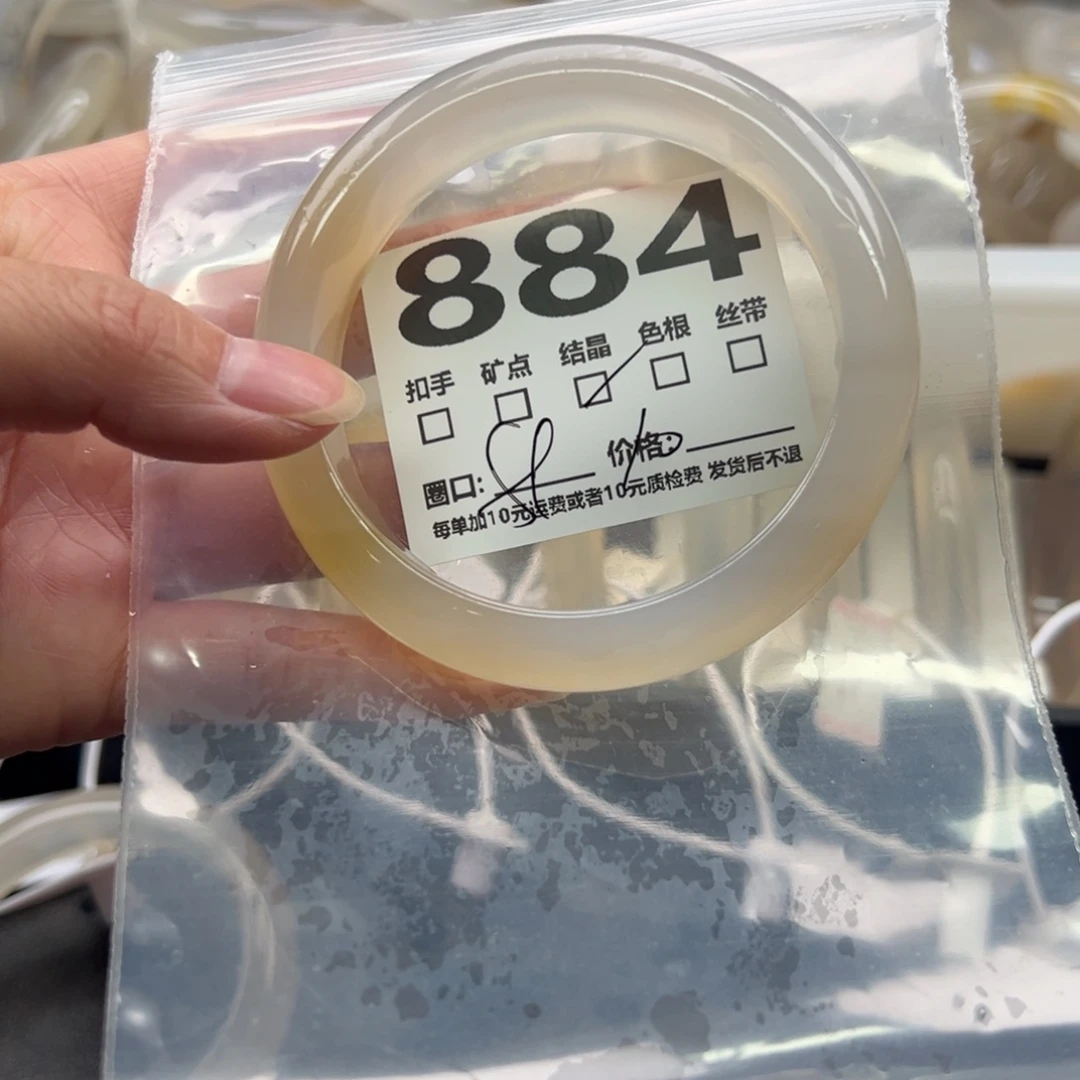 884
扣手 矿点 结晶 色根 丝带
圈口: 价格:
每单加10元运费或者10元质检费 发货后不退